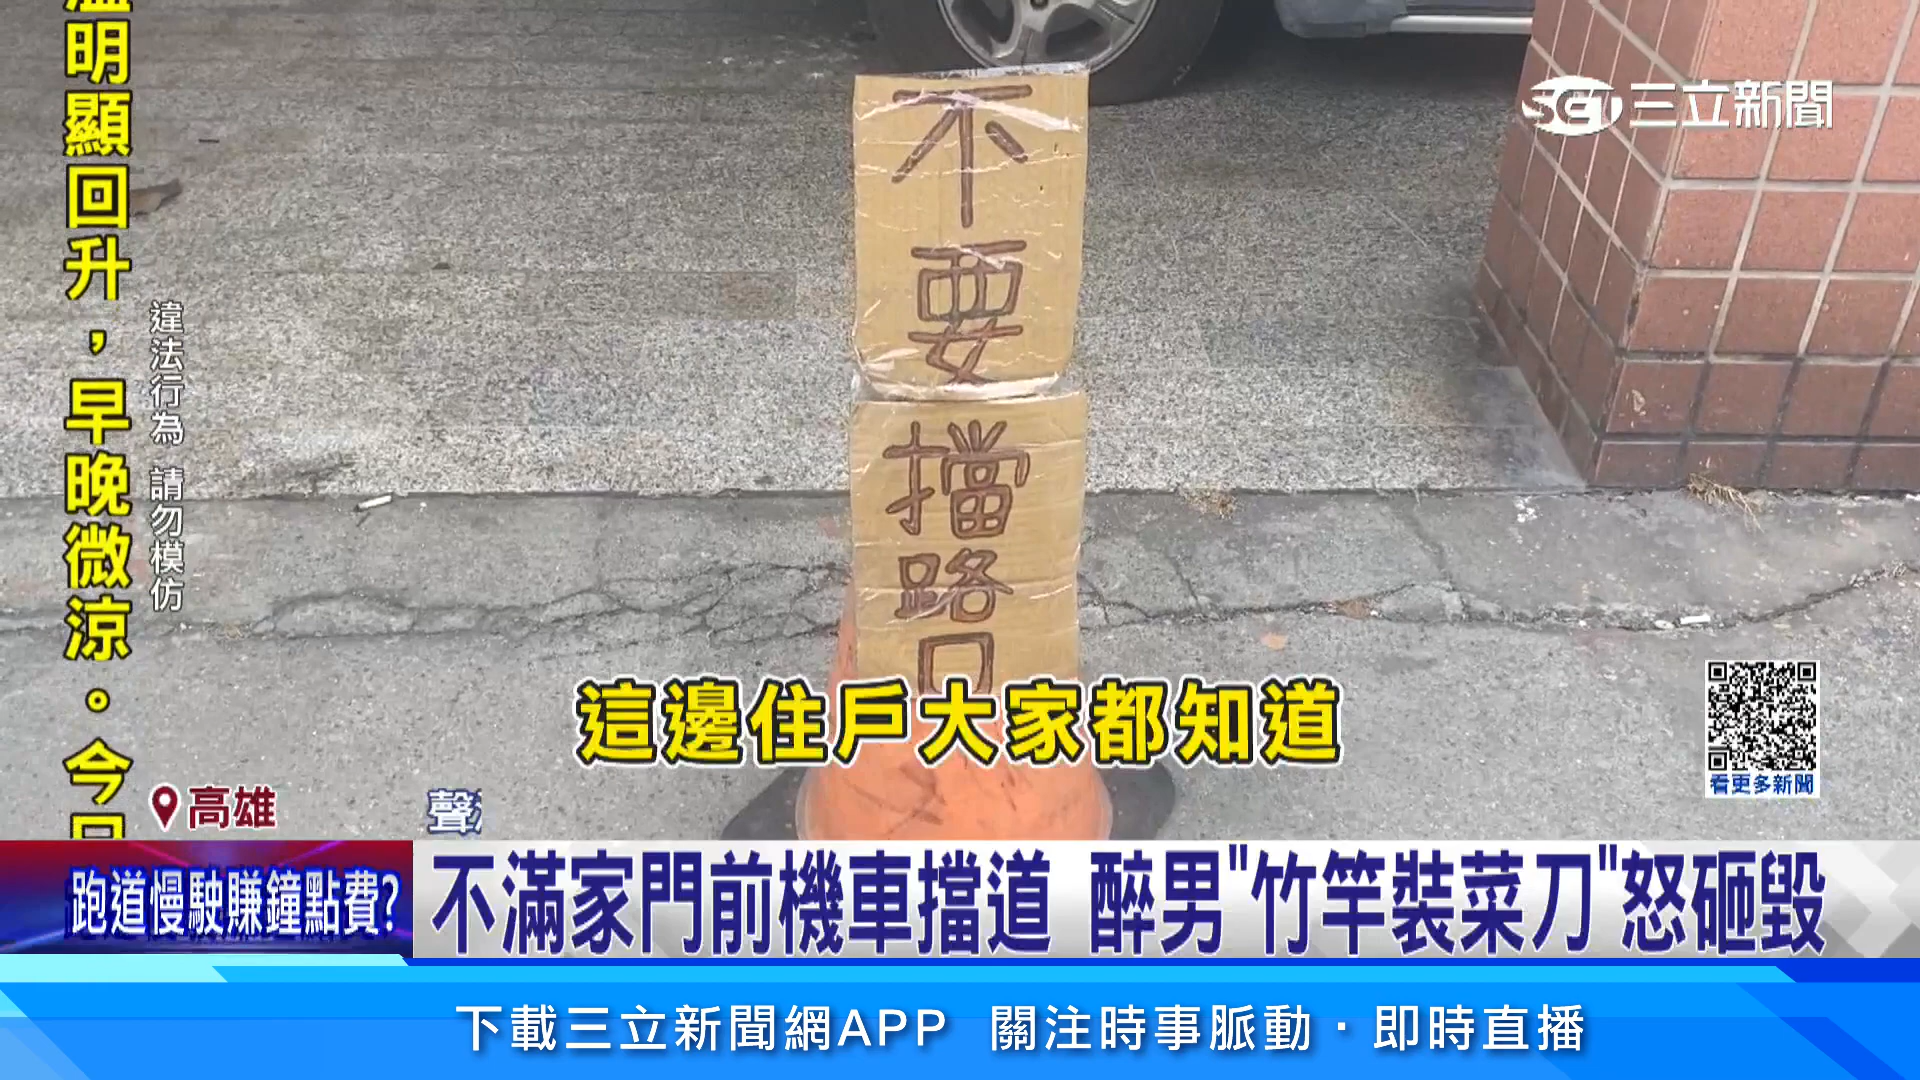 溫明顯回升，早晚微涼。今日
違法行為 請勿模仿
SET 三立新聞
不要
擋路口
這邊住戶大家都知道
看更多新聞
高雄
聲
跑道慢駛賺鐘點費?
不滿家門前機車擋道 醉男"竹竿裝菜刀"怒砸毀
下載三立新聞網APP 關注時事脈動·即時直播